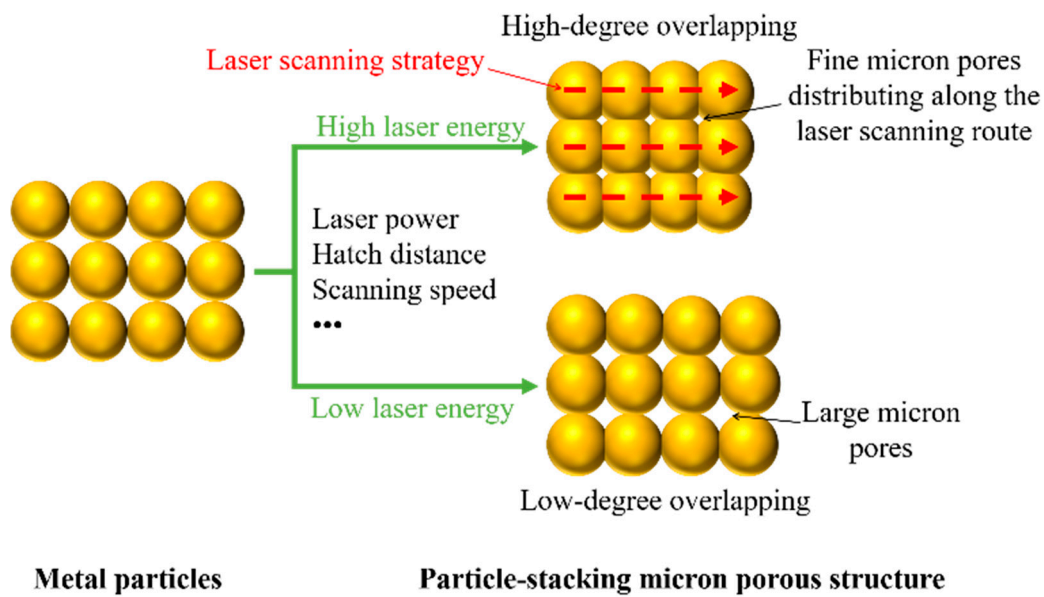 High-degree overlapping
Laser scanning strategy
Fine micron pores
distributing along the
laser scanning route
High laser energy
Laser power
Hatch distance
Scanning speed
•••
Low laser energy
Large micron
pores
Low-degree overlapping
Metal particles
Particle-stacking micron porous structure